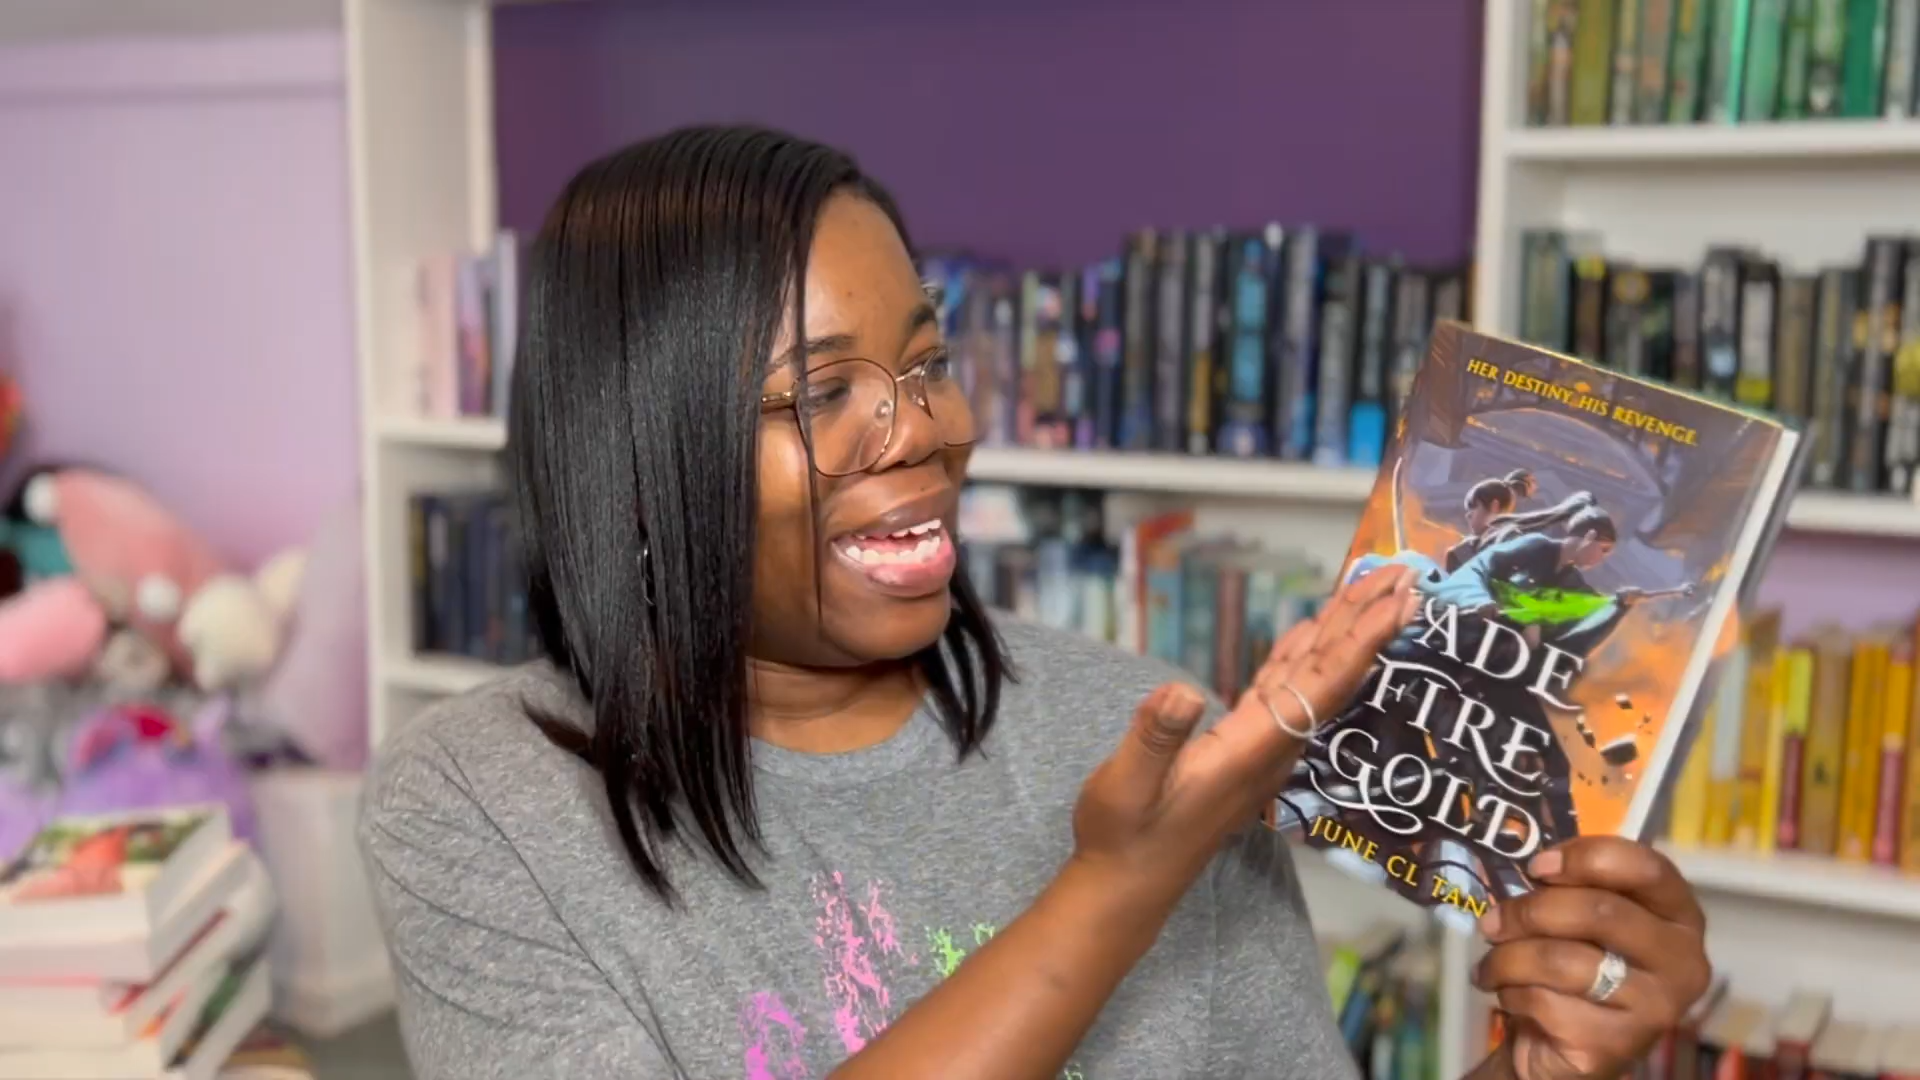 HER DESTINY. HIS REVENGE.
ADE
FIRE
GOLD
JUNE CL TAN